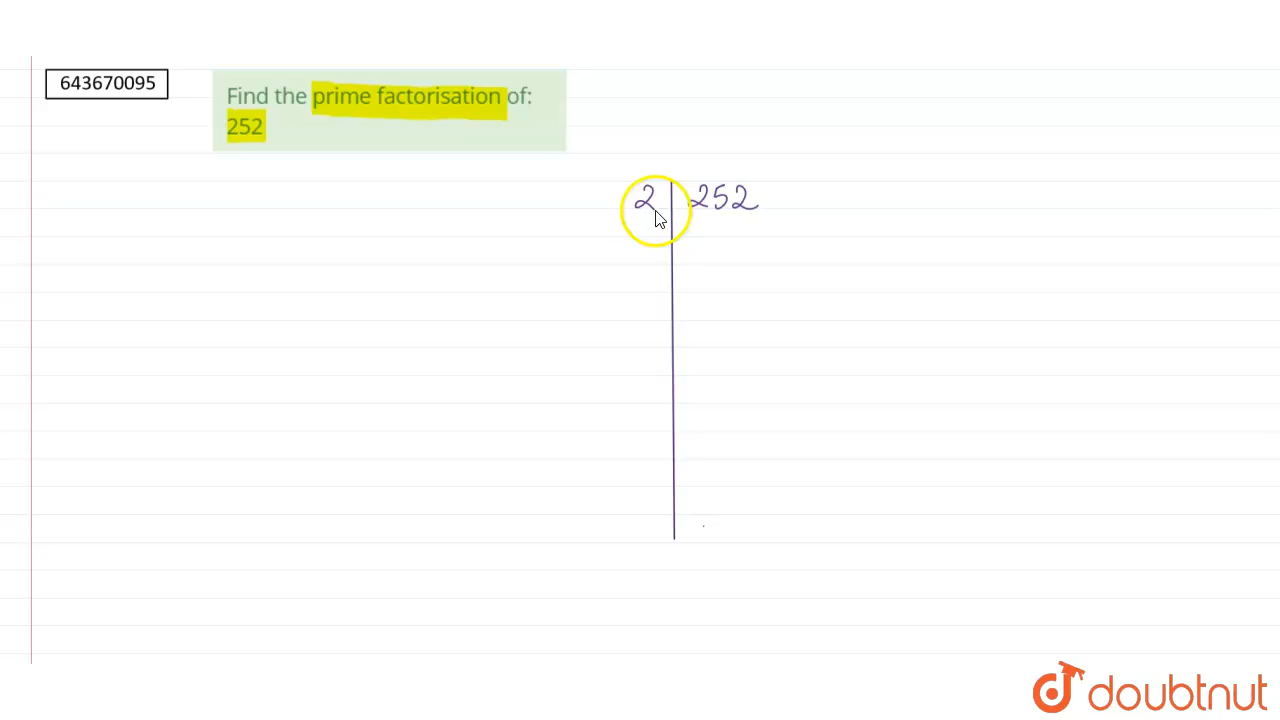 643670095
Find the prime factorisation of:
252
2 252
doubtnut